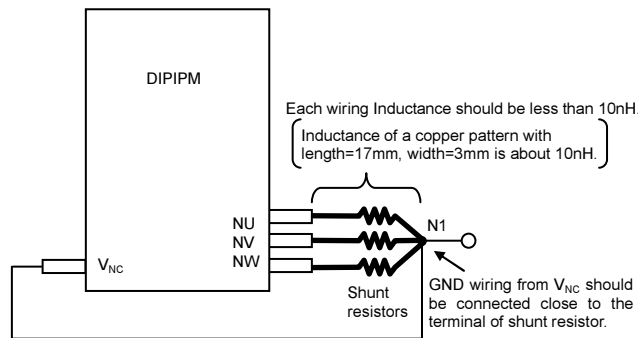 DIPIPM
Each wiring Inductance should be less than 10nH.
Inductance of a copper pattern with
length=17mm, width=3mm is about 10nH.
NU
NV
NW
N1
VNC
Shunt
resistors
GND wiring from VNC should
be connected close to the
terminal of shunt resistor.